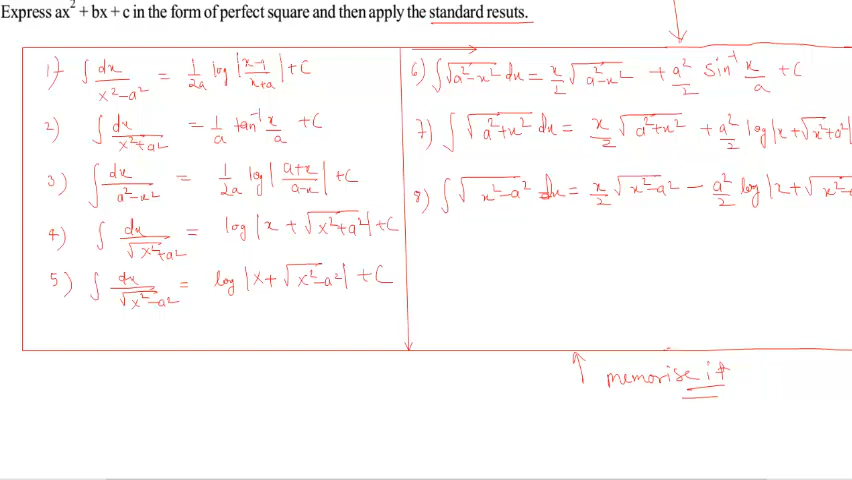 Express ax² + bx + c in the form of perfect square and then apply the standard resuts.
1) ∫ dx/(x²-a²) = 1/2a log |(x-1)/(x+a)| + C
2) ∫ dx/(x²+a²) = 1/a tan⁻¹ x/a + C
3) ∫ dx/(a²-x²) = 1/2a log |(a+x)/(a-x)| + C
4) ∫ dx/√(x²+a²) = log |x + √(x²+a²)| + C
5) ∫ dx/√(x²-a²) = log |x + √(x²-a²)| + C
6) ∫ √(a²-x²) dx = x/2 √(a²-x²) + a²/2 sin⁻¹ x/a + C
7) ∫ √(a²+x²) dx = x/2 √(a²+x²) + a²/2 log |x + √(x²+a²)|
8) ∫ √(x²-a²) dx = x/2 √(x²-a²) - a²/2 log |x + √(x²
memorise it